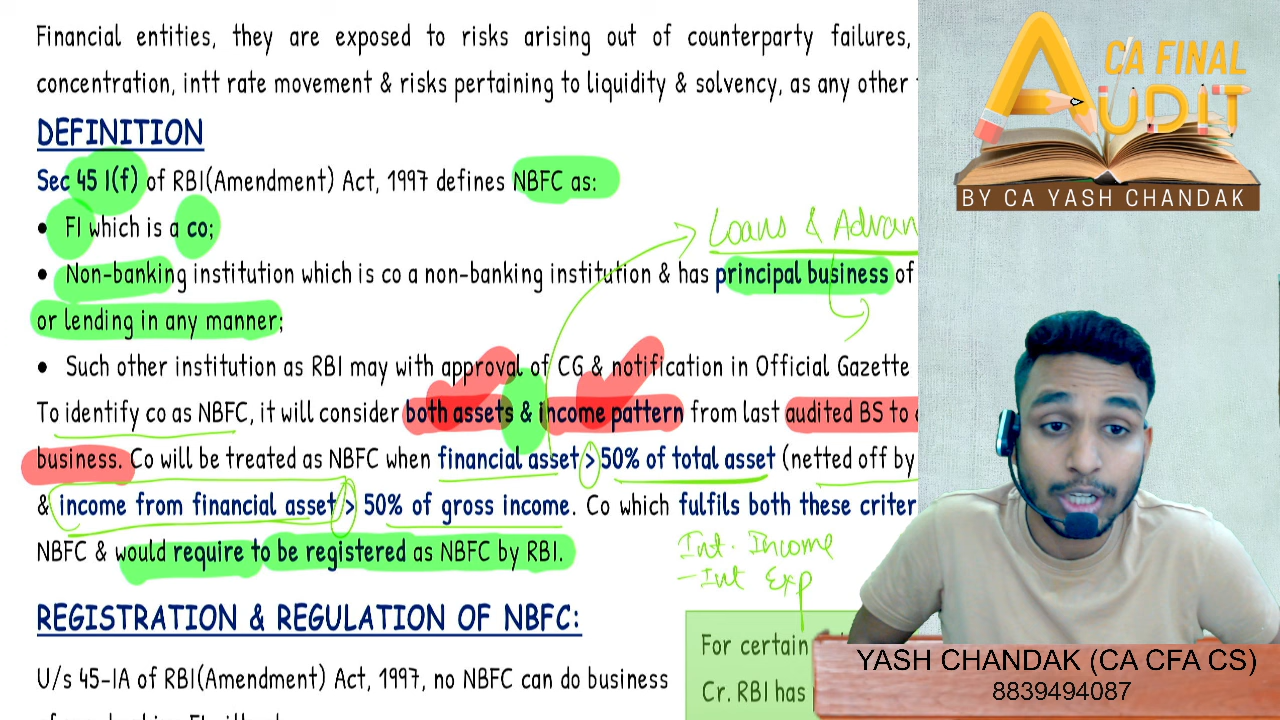 Financial entities, they are exposed to risks arising out of counterparty failures,
concentration, intt rate movement & risks pertaining to liquidity & solvency, as any other
DEFINITION
Sec 45 I(f) of RBI(Amendment) Act, 1997 defines NBFC as:
• FI which is a co;
Loans & Advan
• Non-banking institution which is co a non-banking institution & has principal business of
or lending in any manner;
• Such other institution as RBI may with approval of CG & notification in Official Gazette
To identify co as NBFC, it will consider both assets & income pattern from last audited BS to
business. Co will be treated as NBFC when financial asset > 50% of total asset (netted off by
& income from financial asset > 50% of gross income. Co which fulfils both these criter
NBFC & would require to be registered as NBFC by RBI.
Int. Income
- Int Exp
REGISTRATION & REGULATION OF NBFC:
For certain
U/s 45-IA of RBI(Amendment) Act, 1997, no NBFC can do business
Cr. RBI has
CA FINAL
AUDIT
BY CA YASH CHANDAK
YASH CHANDAK (CA CFA CS)
8839494087